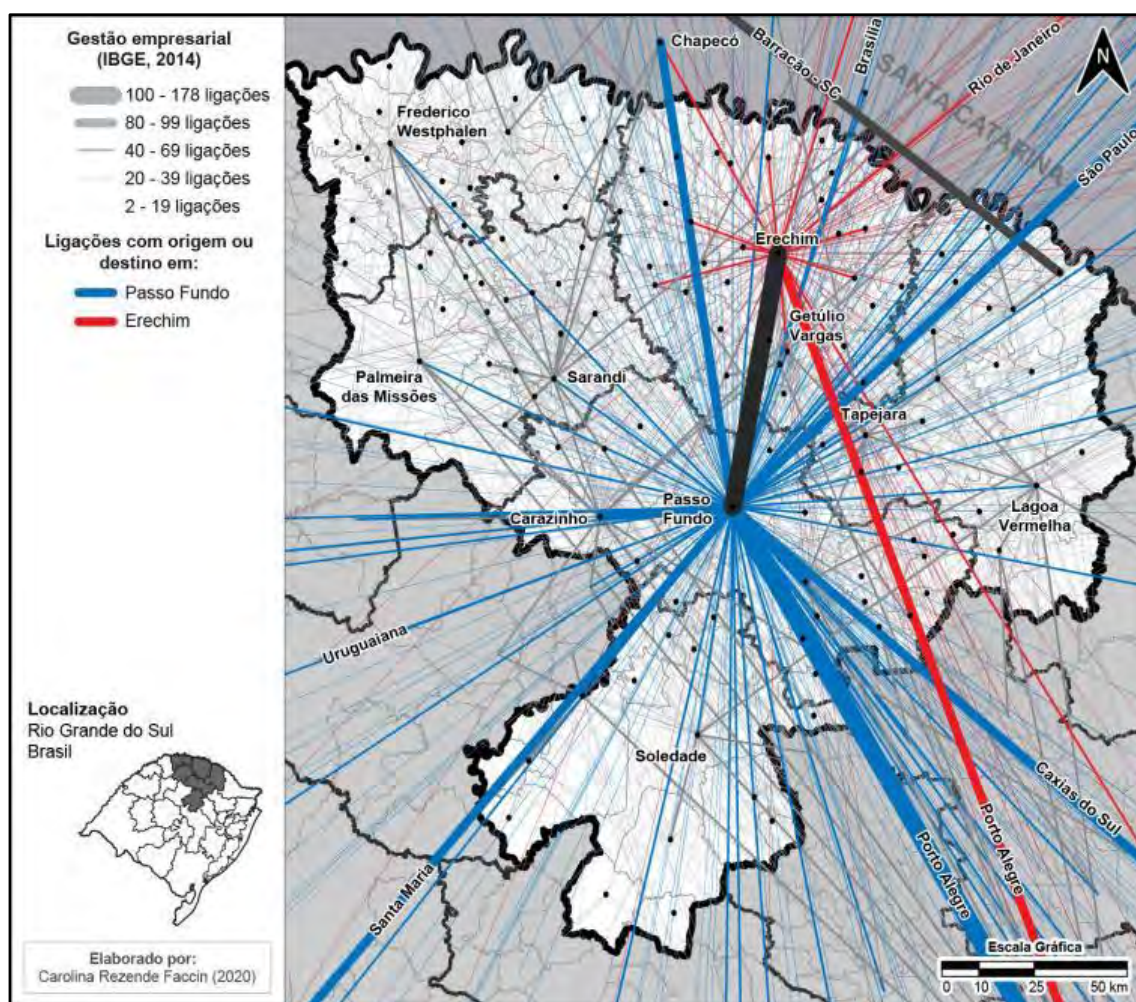 Gestão empresarial
(IBGE, 2014)
100 - 178 ligações
80 - 99 ligações
40 - 69 ligações
20 - 39 ligações
2 - 19 ligações
Ligações com origem ou
destino em:
Passo Fundo
Erechim
Localização
Rio Grande do Sul
Brasil
Elaborado por:
Carolina Rezende Faccin (2020)
Chapecó
Barracão - SC
Brasília
SANTA CATARINA
Rio de Janeiro
N
São Paulo
Frederico
Westphalen
Erechim
Getúlio
Vargas
Palmeira
das Missões
Sarandi
Tapejara
Carazinho
Passo
Fundo
Lagoa
Vermelha
Uruguaiana
Soledade
Santa Maria
Caxias do Sul
Porto Alegre
Porto Alegre
Escala Gráfica
0 10 25 50 km